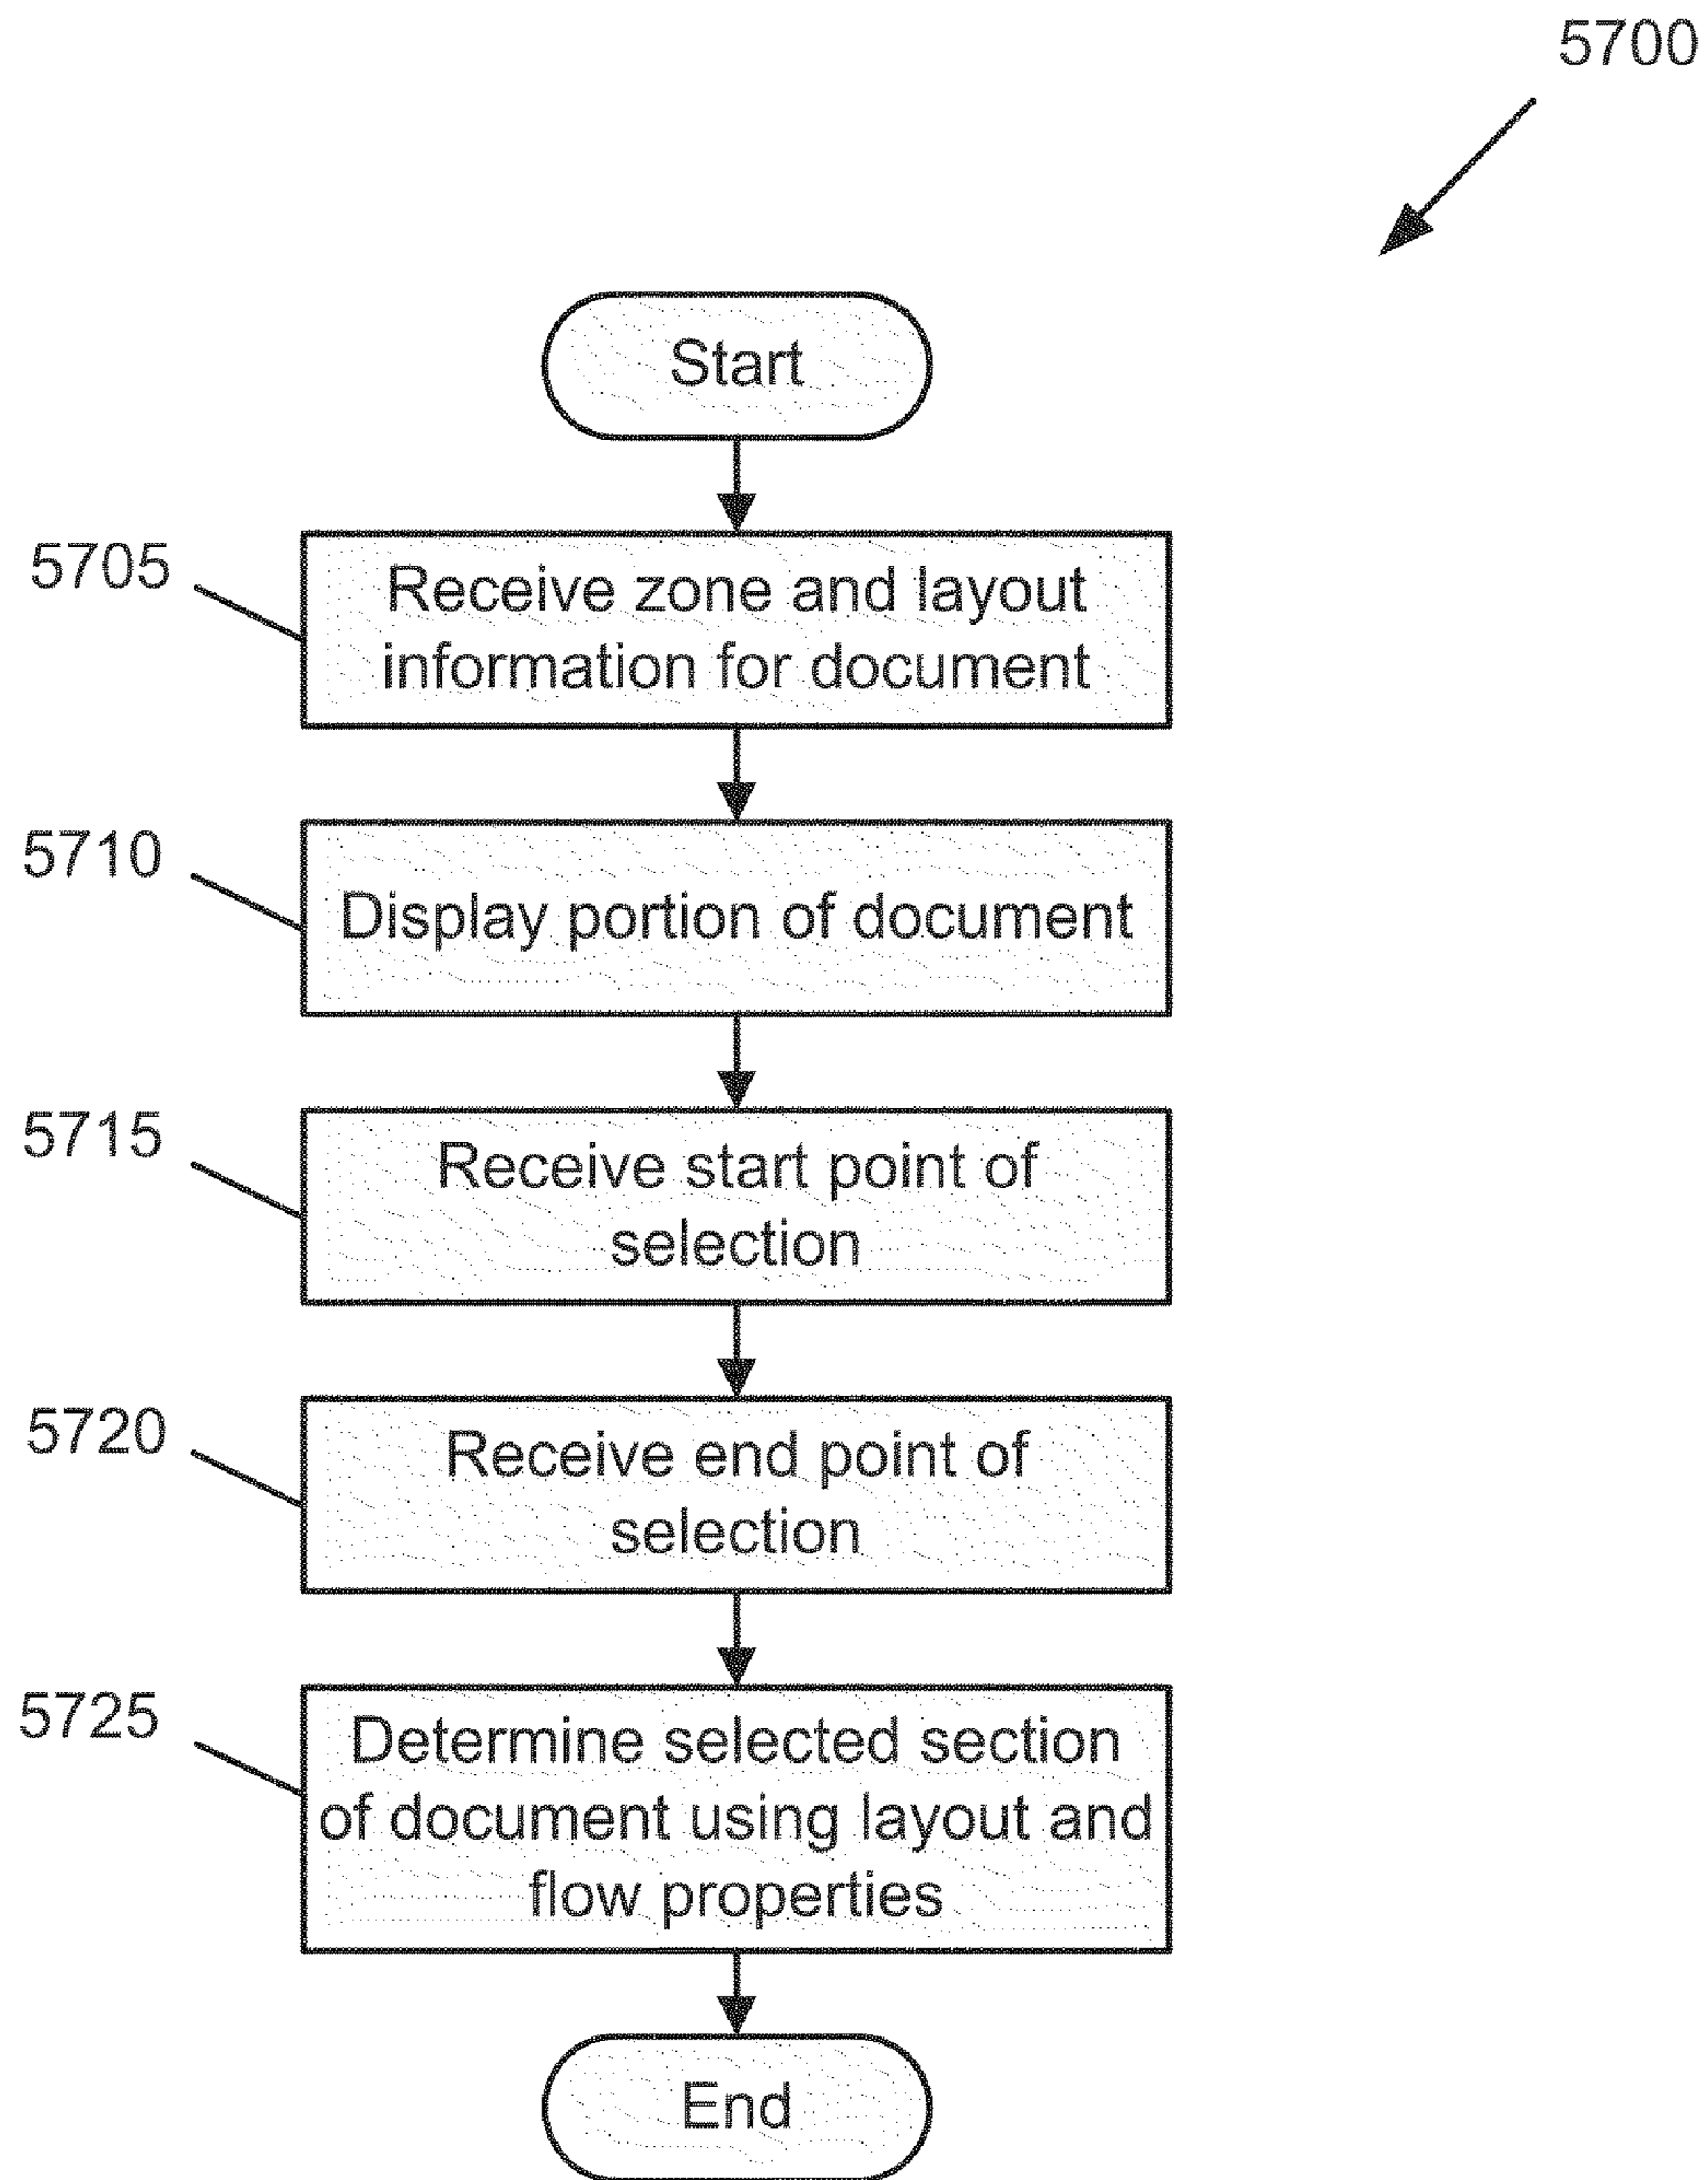 5700
Start
5705
Receive zone and layout
information for document
5710
Display portion of document
5715
Receive start point of
selection
5720
Receive end point of
selection
5725
Determine selected section
of document using layout and
flow properties
End